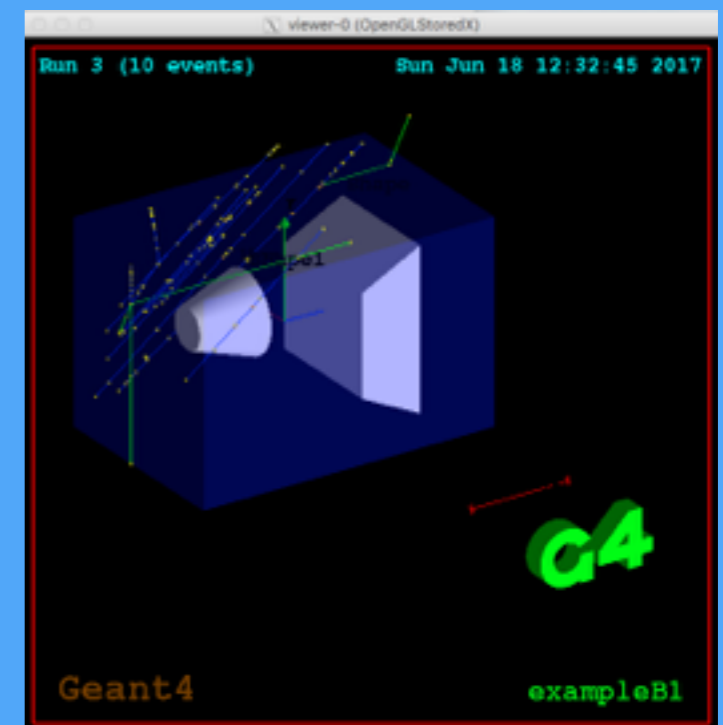 viewer-0 (OpenGLStoredX)
Run 3 (10 events) Sun Jun 18 12:32:45 2017
G4
Geant4
exampleB1